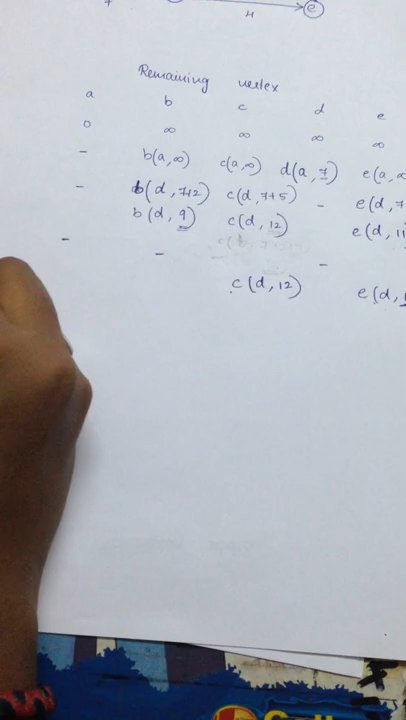 4 e
Remaining vertex
a b c d e
0 ∞ ∞ ∞ ∞
- b(a,∞) c(a,∞) d(a,7) e(a,∞
- b(d,7+2) c(d,7+5) - e(d,7
b(d,9) c(d,12) e(d,11
- - -
c(d,12) e(d,